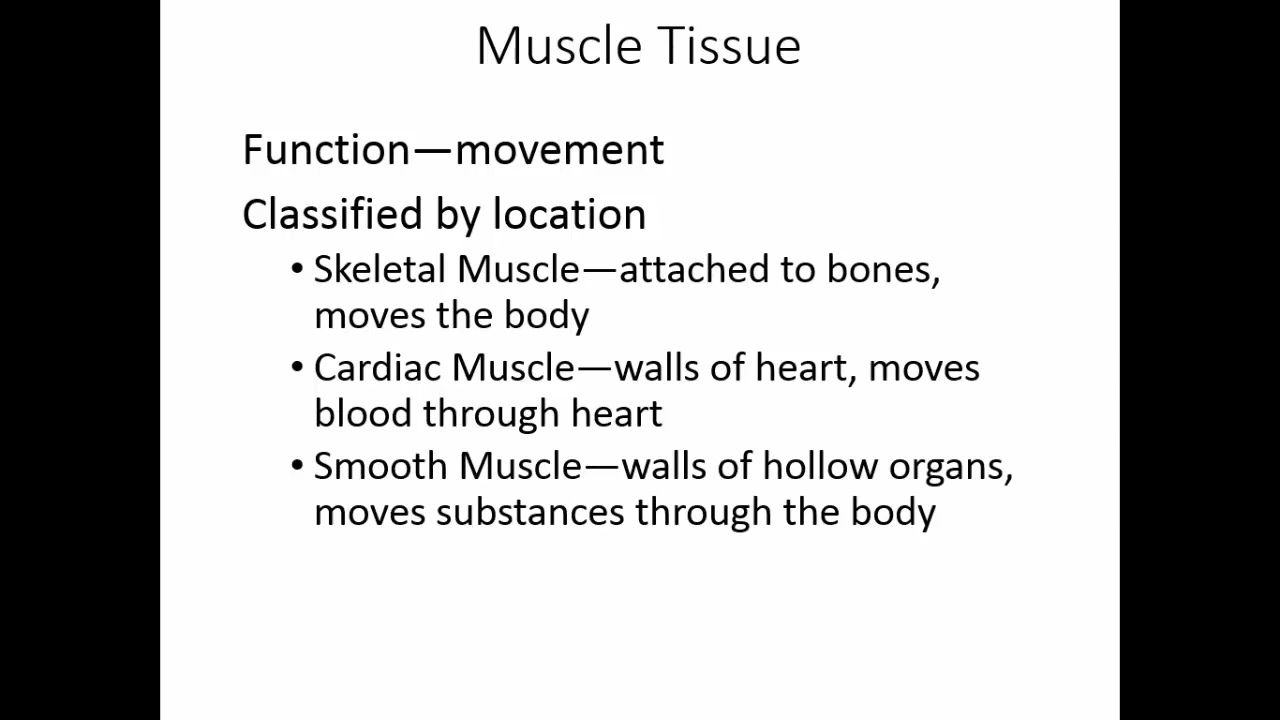 Muscle Tissue
Function—movement
Classified by location
• Skeletal Muscle—attached to bones,
moves the body
• Cardiac Muscle—walls of heart, moves
blood through heart
• Smooth Muscle—walls of hollow organs,
moves substances through the body